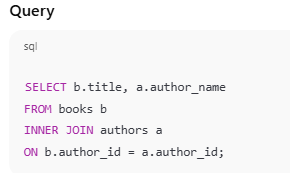 Query
sql
SELECT b.title, a.author_name
FROM books b
INNER JOIN authors a
ON b.author_id = a.author_id;